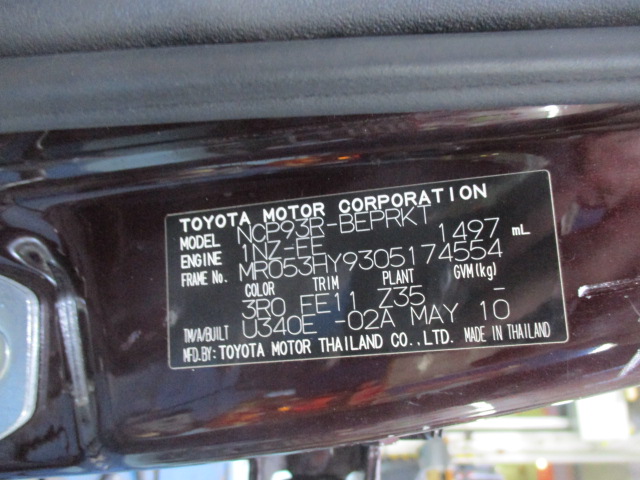 TOYOTA MOTOR CORPORATION
MODEL NCP93R-BEPRKT
ENGINE 1NZ-FE 1497 mL
FRAME No. MR053HY9305174554
COLOR TRIM PLANT GVM(kg)
3R0 EE11 Z35 -
TM/A/BUILT U340E -02A MAY 10
MFD.BY: TOYOTA MOTOR THAILAND CO.,LTD. MADE IN THAILAND